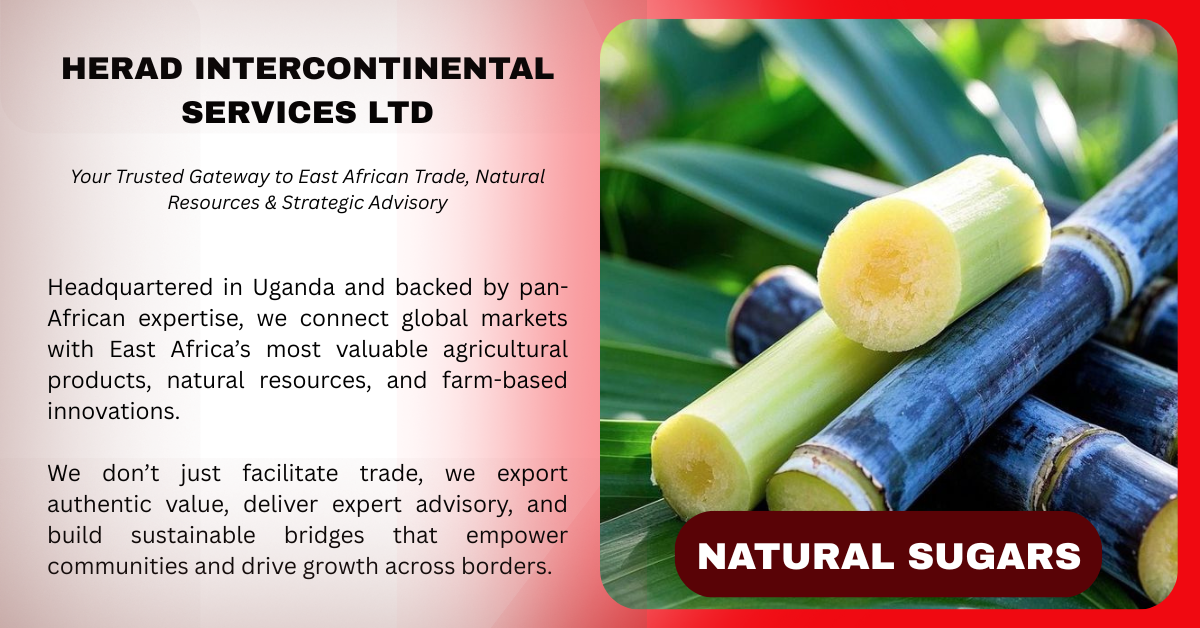 HERAD INTERCONTINENTAL
SERVICES LTD
Your Trusted Gateway to East African Trade, Natural
Resources & Strategic Advisory
Headquartered in Uganda and backed by pan-
African expertise, we connect global markets
with East Africa’s most valuable agricultural
products, natural resources, and farm-based
innovations.
We don’t just facilitate trade, we export
authentic value, deliver expert advisory, and
build sustainable bridges that empower
communities and drive growth across borders.
NATURAL SUGARS